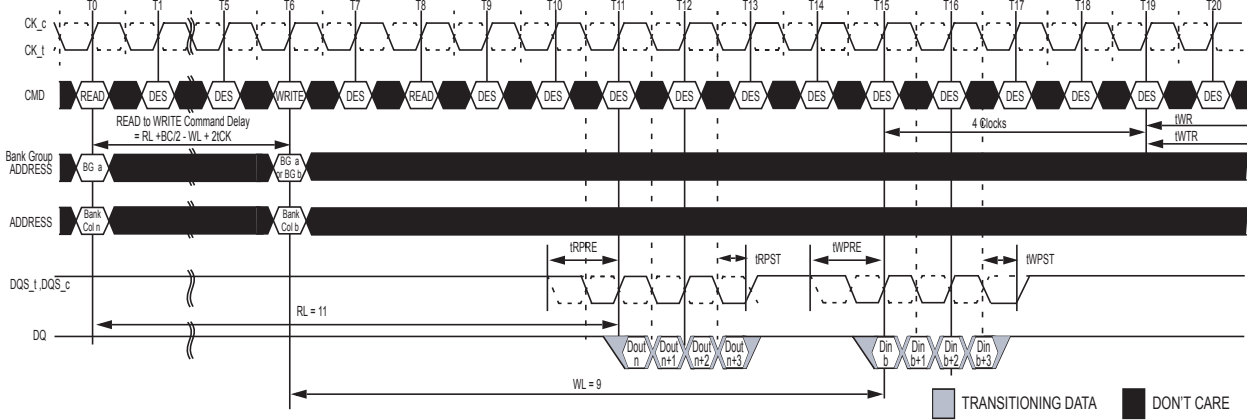 T0 T1 T5 T6 T7 T8 T9 T10 T11 T12 T13 T14 T15 T16 T17 T18 T19 T20
CK_c
CK_t
CMD READ DES DES WRITE DES READ DES DES DES DES DES DES DES DES DES DES DES DES
READ to WRITE Command Delay
= RL +BC/2 - WL + 2tCK
4 Clocks
tWR
tWTR
Bank Group
ADDRESS
BG a
BG a
or BG b
ADDRESS
Bank
Col n
Bank
Col b
tRPRE
tRPST
tWPRE
tWPST
DQS_t ,DQS_c
RL = 11
DQ
Dout
n
Dout
n+1
Dout
n+2
Dout
n+3
Din
b
Din
b+1
Din
b+2
Din
b+3
WL = 9
TRANSITIONING DATA
DON'T CARE